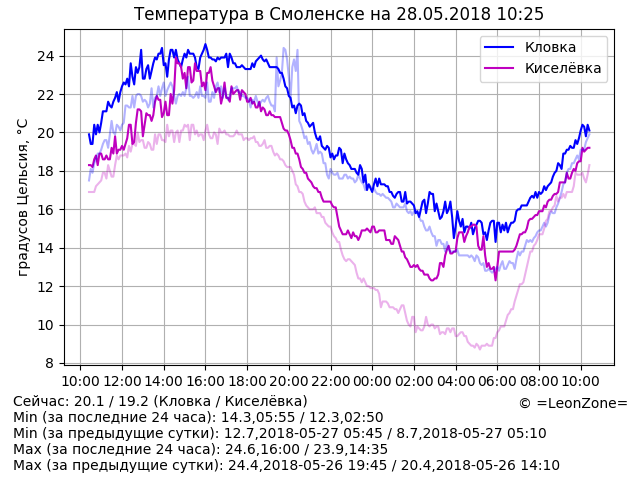 Температура в Смоленске на 28.05.2018 10:25
Кловка
Киселёвка
градусов Цельсия, °C
24
22
20
18
16
14
12
10
8
10:00 12:00 14:00 16:00 18:00 20:00 22:00 00:00 02:00 04:00 06:00 08:00 10:00
Сейчас: 20.1 / 19.2 (Кловка / Киселёвка)
© =LeonZone=
Min (за последние 24 часа): 14.3,05:55 / 12.3,02:50
Min (за предыдущие сутки): 12.7,2018-05-27 05:45 / 8.7,2018-05-27 05:10
Max (за последние 24 часа): 24.6,16:00 / 23.9,14:35
Max (за предыдущие сутки): 24.4,2018-05-26 19:45 / 20.4,2018-05-26 14:10